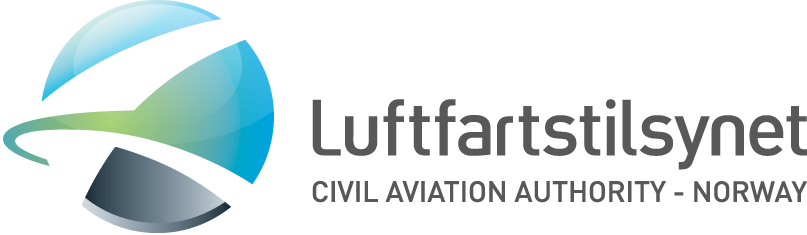 Luftfartstilsynet
CIVIL AVIATION AUTHORITY - NORWAY